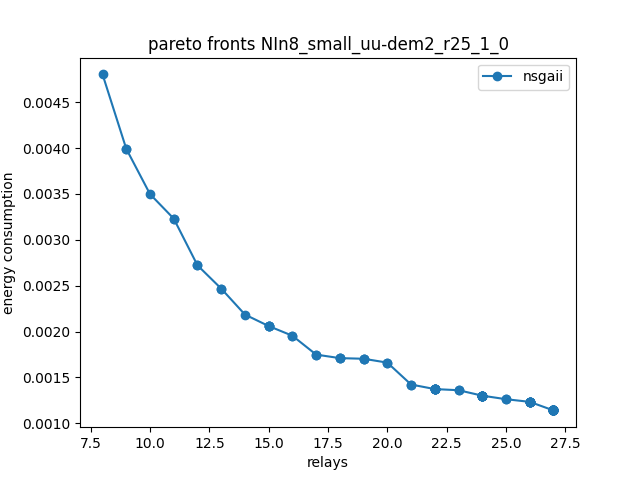 pareto fronts NIn8_small_uu-dem2_r25_1_0
nsgaii
energy consumption
0.0045
0.0040
0.0035
0.0030
0.0025
0.0020
0.0015
0.0010
7.5 10.0 12.5 15.0 17.5 20.0 22.5 25.0 27.5
relays